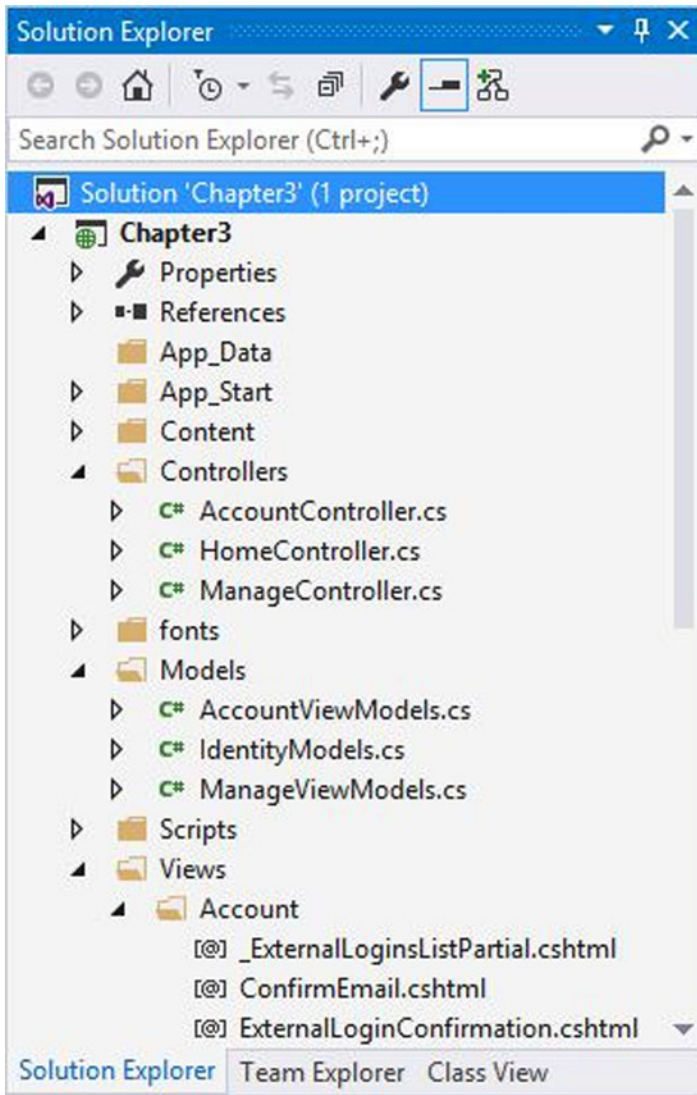 Solution Explorer
Search Solution Explorer (Ctrl+;)
Solution 'Chapter3' (1 project)
Chapter3
Properties
References
App_Data
App_Start
Content
Controllers
C# AccountController.cs
C# HomeController.cs
C# ManageController.cs
fonts
Models
C# AccountViewModels.cs
C# IdentityModels.cs
C# ManageViewModels.cs
Scripts
Views
Account
[@] _ExternalLoginsListPartial.cshtml
[@] ConfirmEmail.cshtml
[@] ExternalLoginConfirmation.cshtml
Solution Explorer Team Explorer Class View